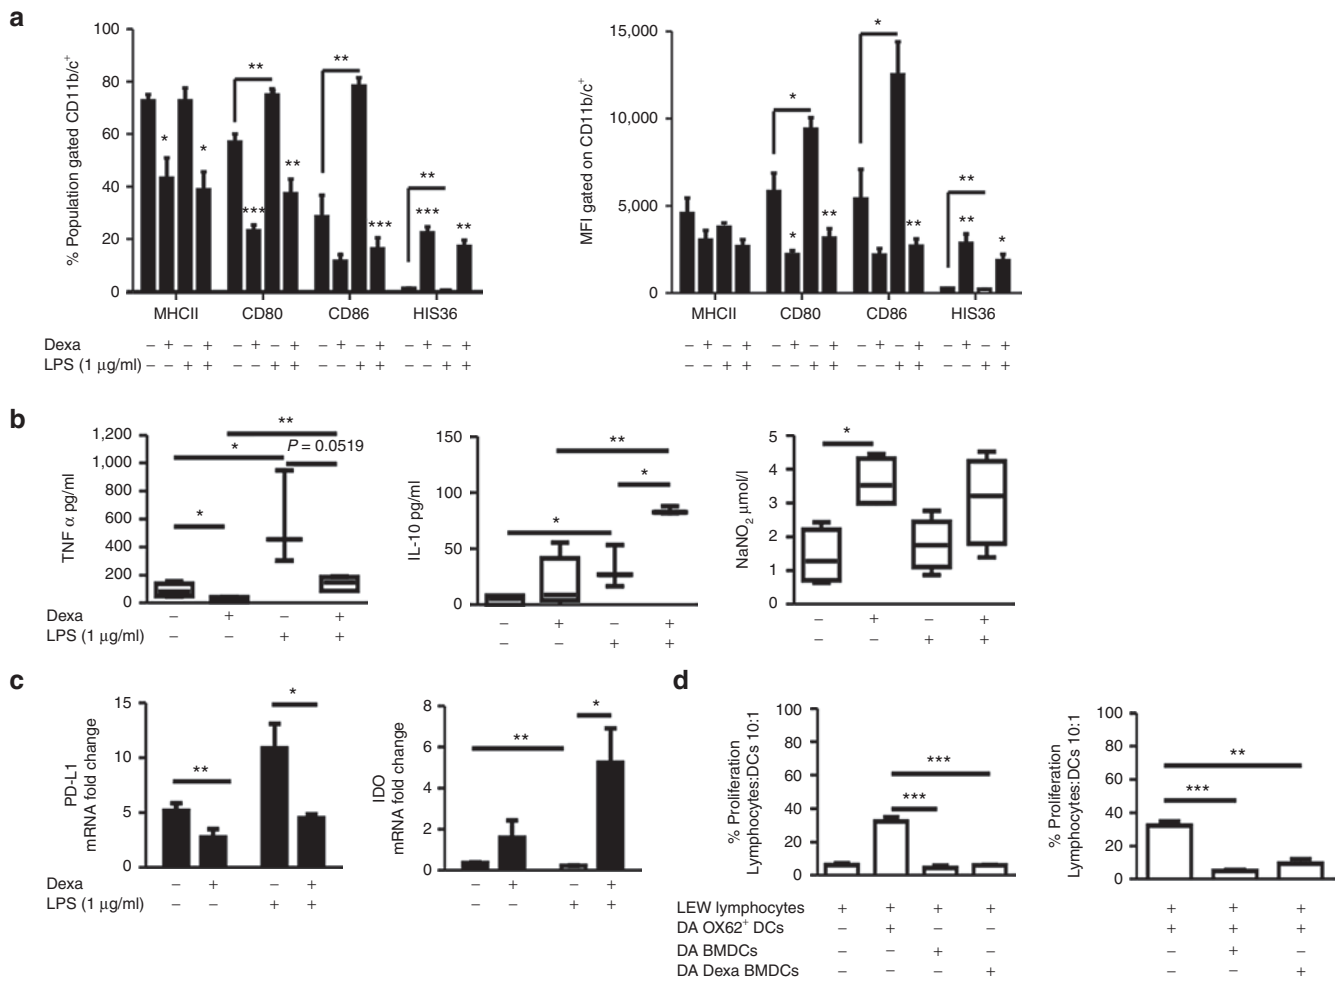 a
% Population gated CD11b/c+
100
80
60
40
20
0
** ** **
* * *** ** *** *** **
MHCII CD80 CD86 HIS36
Dexa − + − + − + − + − + − + − + − +
LPS (1 μg/ml) − − + + − − + + − − + + − − + +
MFI gated on CD11b/c+
15,000
10,000
5,000
0
* * **
* ** ** ** *
MHCII CD80 CD86 HIS36
− + − + − + − + − + − + − + − +
− − + + − − + + − − + + − − + +
b
TNF α pg/ml
1,200
1,000
800
600
400
200
0
**
*
P = 0.0519
*
Dexa − + − +
LPS (1 μg/ml) − − + +
IL-10 pg/ml
150
100
50
0
**
*
*
− + − +
− − + +
NaNO2 μmol/l
5
4
3
2
1
0
*
− + − +
− − + +
c
PD-L1
mRNA fold change
15
10
5
0
*
**
Dexa − + − +
LPS (1 μg/ml) − − + +
IDO
mRNA fold change
8
6
4
2
0
*
**
− + − +
− − + +
d
% Proliferation
Lymphocytes:DCs 10:1
100
80
60
40
20
0
***
***
LEW lymphocytes + + + +
DA OX62+ DCs − + − −
DA BMDCs − − + −
DA Dexa BMDCs − − − +
% Proliferation
Lymphocytes:DCs 10:1
100
80
60
40
20
0
**
***
+ + +
+ + +
− + −
− − +